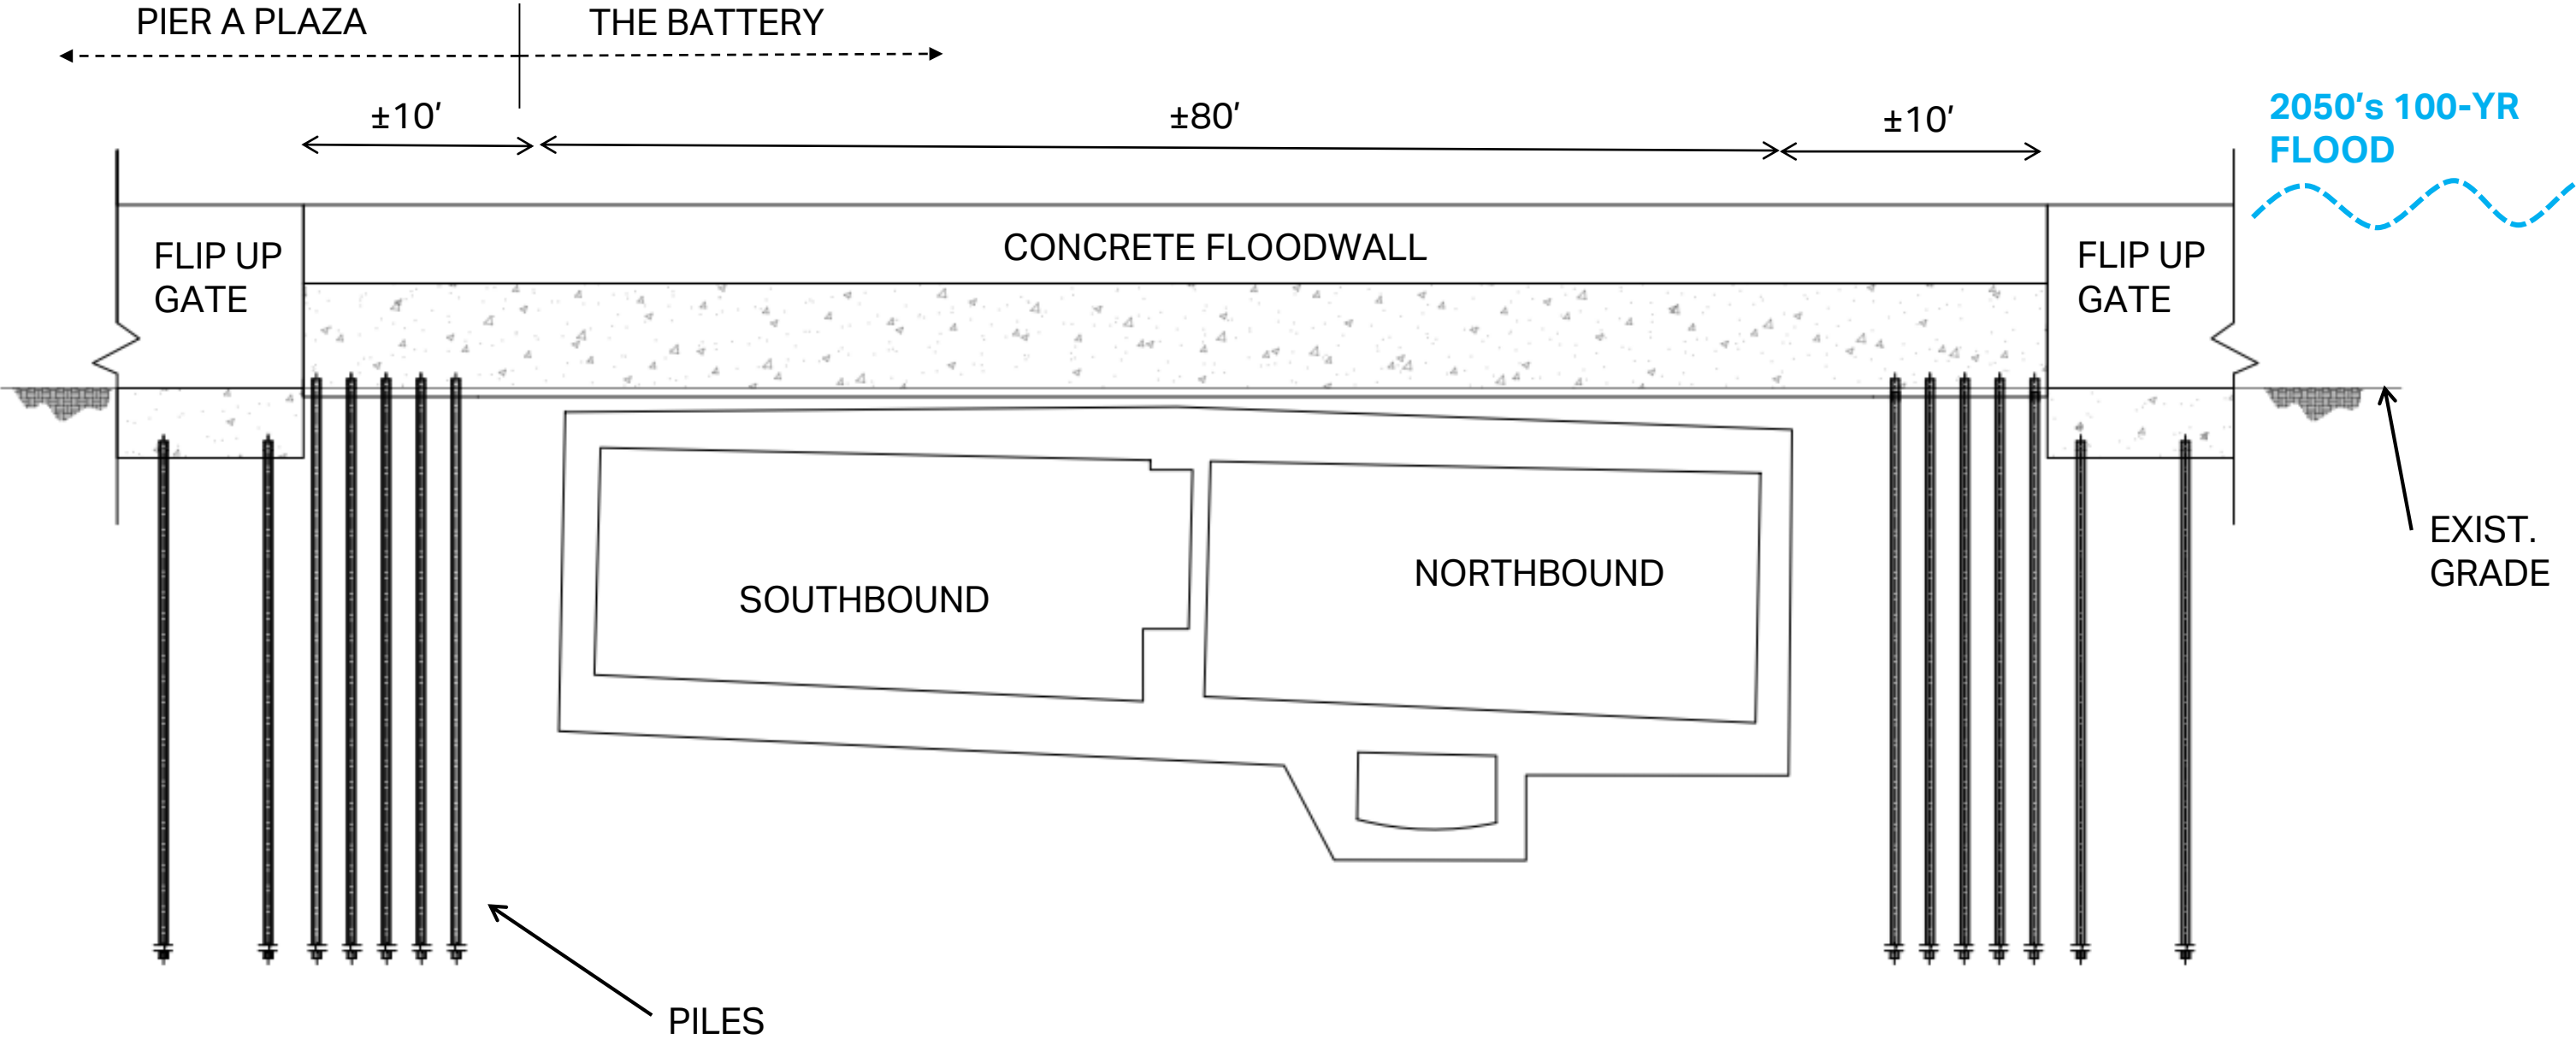 PIER A PLAZA
THE BATTERY
±10′
±80′
±10′
2050's 100-YR
FLOOD
FLIP UP
GATE
CONCRETE FLOODWALL
FLIP UP
GATE
EXIST.
GRADE
SOUTHBOUND
NORTHBOUND
PILES